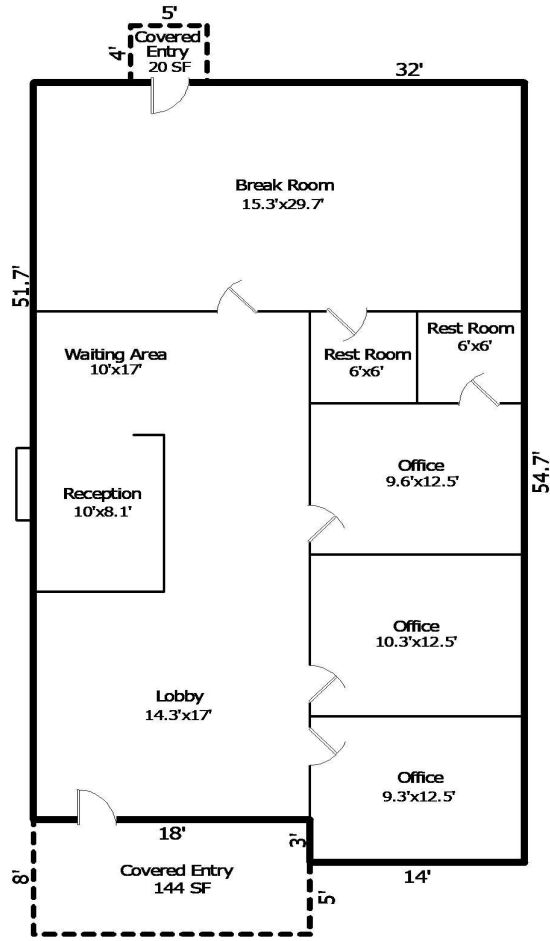 5'
4'
Covered
Entry
20 SF
32'
Break Room
15.3'x29.7'
51.7'
Waiting Area
10'x17'
Rest Room
6'x6'
Rest Room
6'x6'
Office
9.6'x12.5'
54.7'
Reception
10'x8.1'
Office
10.3'x12.5'
Lobby
14.3'x17'
Office
9.3'x12.5'
18'
3'
14'
8'
Covered Entry
144 SF
5'